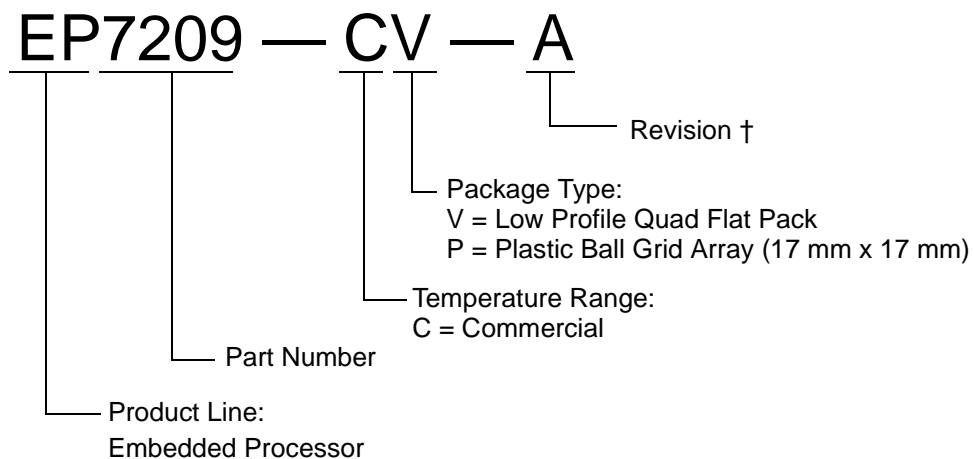 EP7209 — CV — A
Revision †
Package Type:
V = Low Profile Quad Flat Pack
P = Plastic Ball Grid Array (17 mm x 17 mm)
Temperature Range:
C = Commercial
Part Number
Product Line:
Embedded Processor